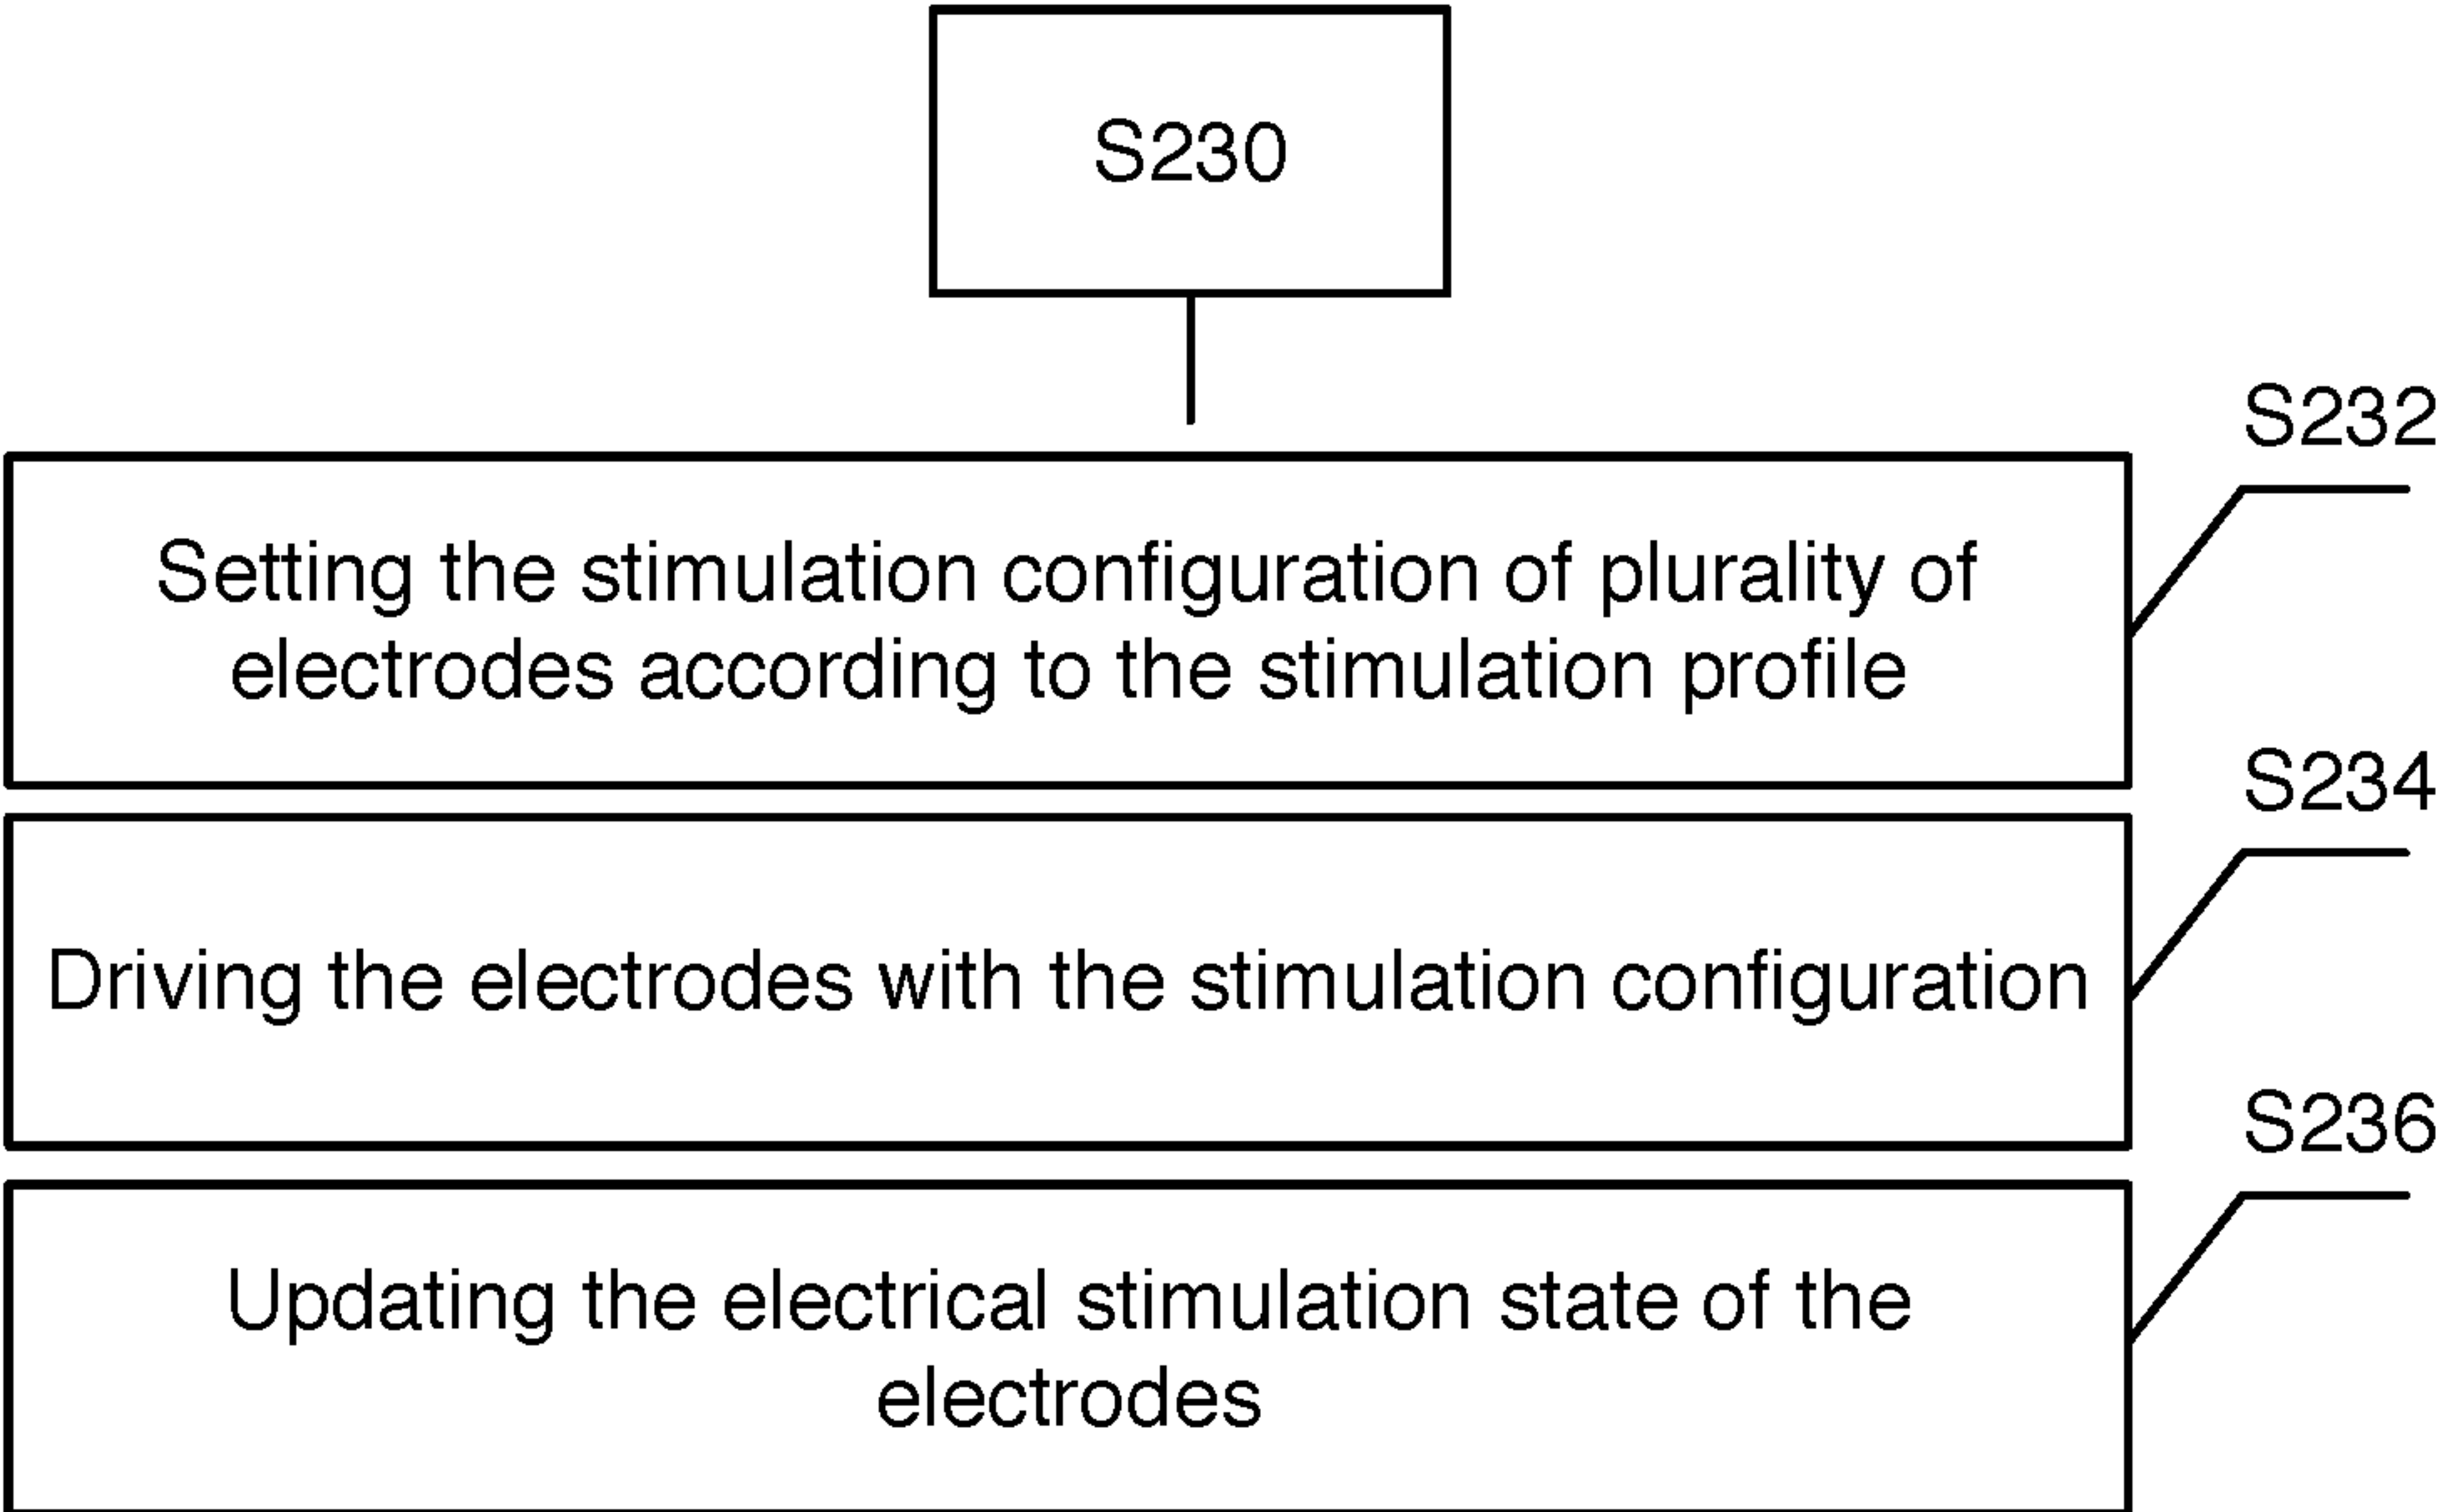 S230
S232
Setting the stimulation configuration of plurality of
electrodes according to the stimulation profile
S234
Driving the electrodes with the stimulation configuration
S236
Updating the electrical stimulation state of the
electrodes